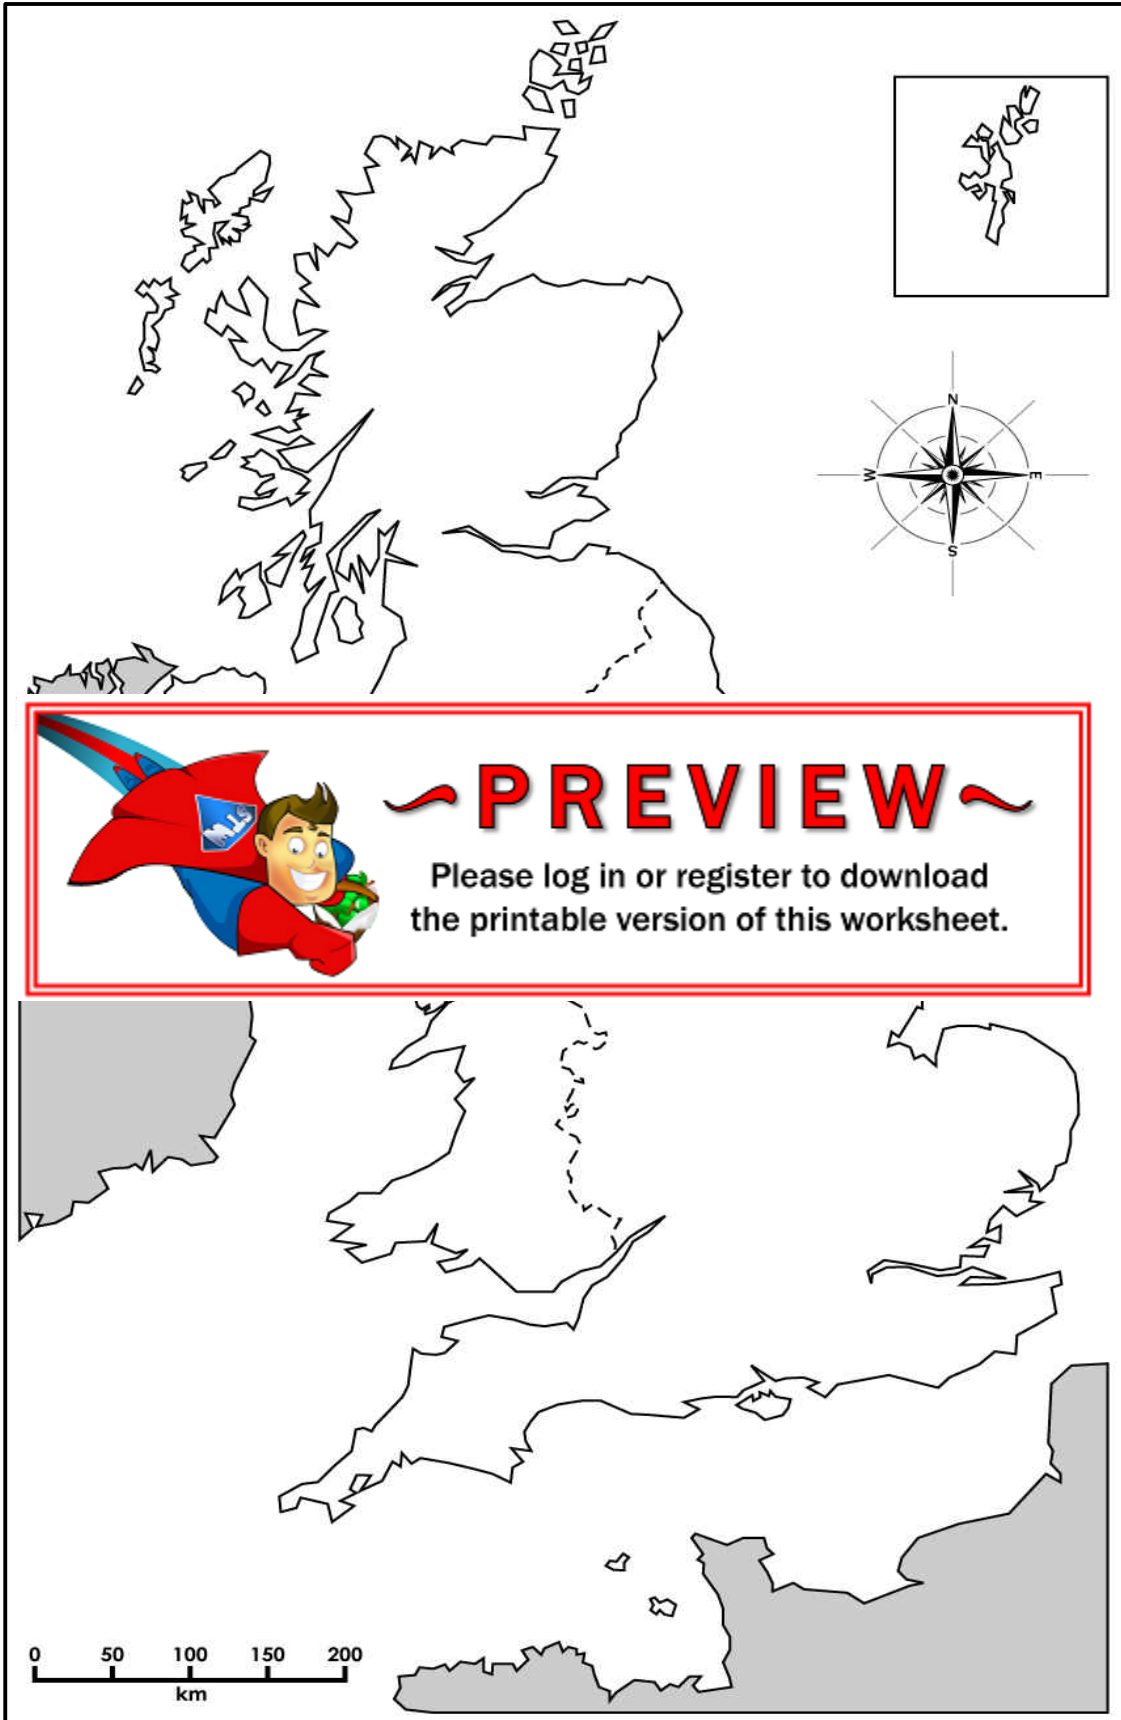 N
W
E
S
STW
~PREVIEW~
Please log in or register to download
the printable version of this worksheet.
0 50 100 150 200
km